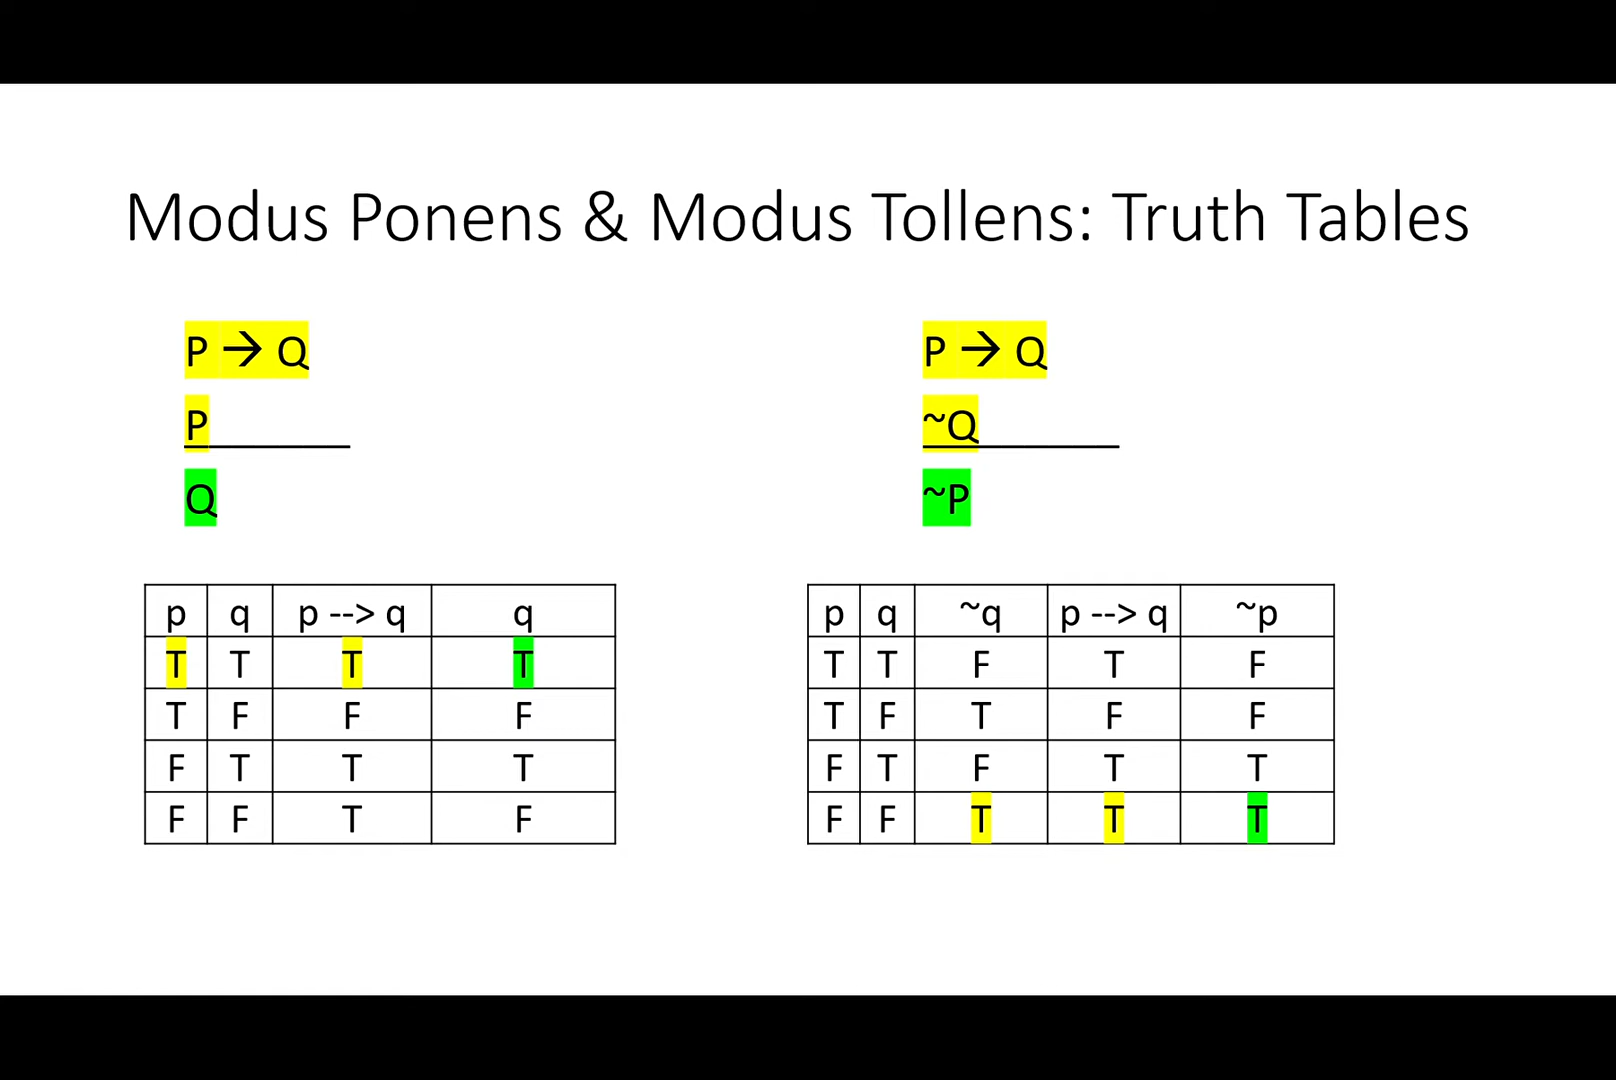 Modus Ponens & Modus Tollens: Truth Tables
P → Q
P
Q
P → Q
~Q
~P
p q p --> q q
T T T T
T F F F
F T T T
F F T F
p q ~q p --> q ~p
T T F T F
T F T F F
F T F T T
F F T T T